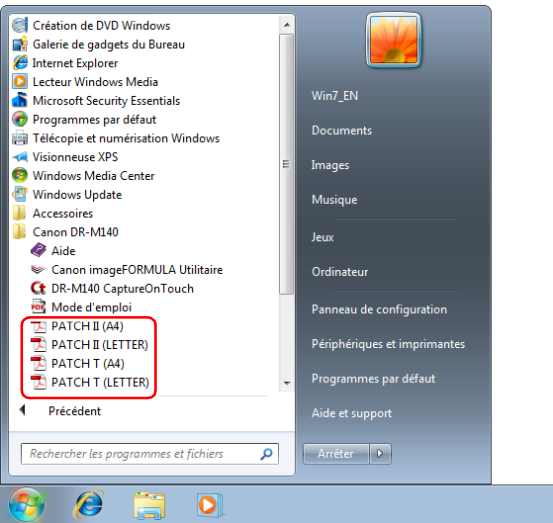 Création de DVD Windows
Galerie de gadgets du Bureau
Internet Explorer
Lecteur Windows Media
Microsoft Security Essentials
Programmes par défaut
Télécopie et numérisation Windows
Visionneuse XPS
Windows Media Center
Windows Update
Accessoires
Canon DR-M140
Aide
Canon imageFORMULA Utilitaire
DR-M140 CaptureOnTouch
Mode d'emploi
PATCH II (A4)
PATCH II (LETTER)
PATCH T (A4)
PATCH T (LETTER)
Précédent
Rechercher les programmes et fichiers
Win7_EN
Documents
Images
Musique
Jeux
Ordinateur
Panneau de configuration
Périphériques et imprimantes
Programmes par défaut
Aide et support
Arrêter